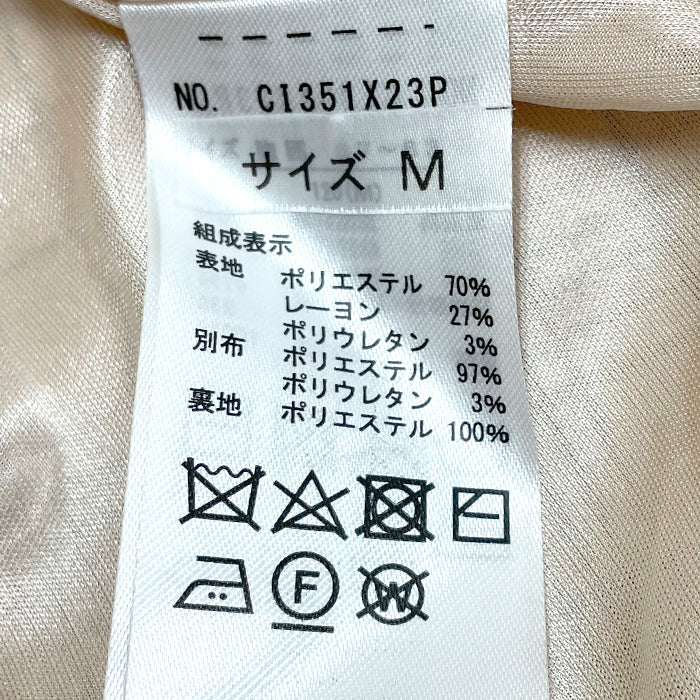 NO. CI351X23P
サイズ M
組成表示
表地 ポリエステル 70%
レーヨン 27%
ポリウレタン 3%
別布 ポリエステル 97%
ポリウレタン 3%
裏地 ポリエステル 100%
F
W